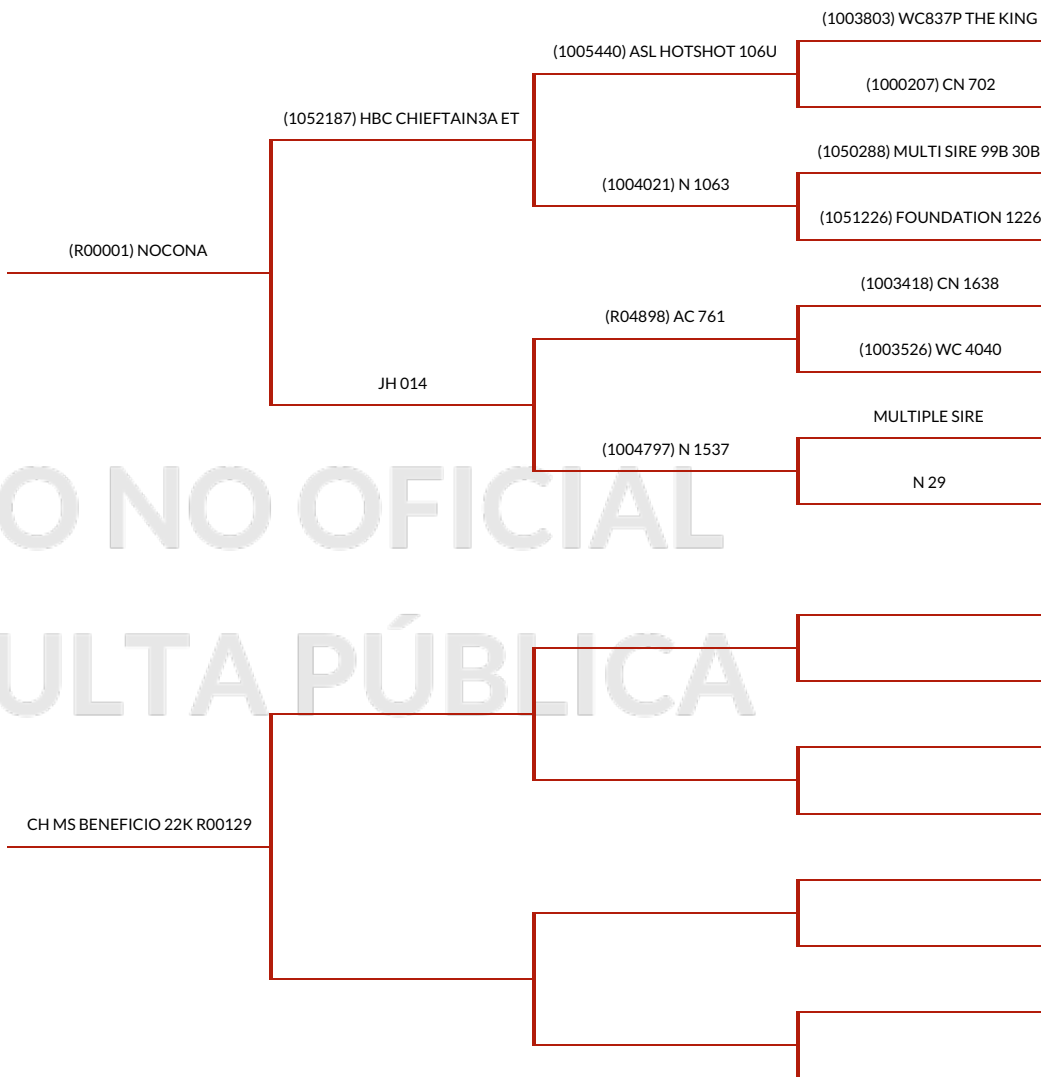 (1003803) WC837P THE KING
(1005440) ASL HOTSHOT 106U
(1000207) CN 702
(1052187) HBC CHIEFTAIN3A ET
(1050288) MULTI SIRE 99B 30B
(1004021) N 1063
(1051226) FOUNDATION 1226
(R00001) NOCONA
(1003418) CN 1638
(R04898) AC 761
(1003526) WC 4040
JH 014
MULTIPLE SIRE
(1004797) N 1537
N 29
O NO OFICIAL
ULTA PÚBLICA
CH MS BENEFICIO 22K R00129